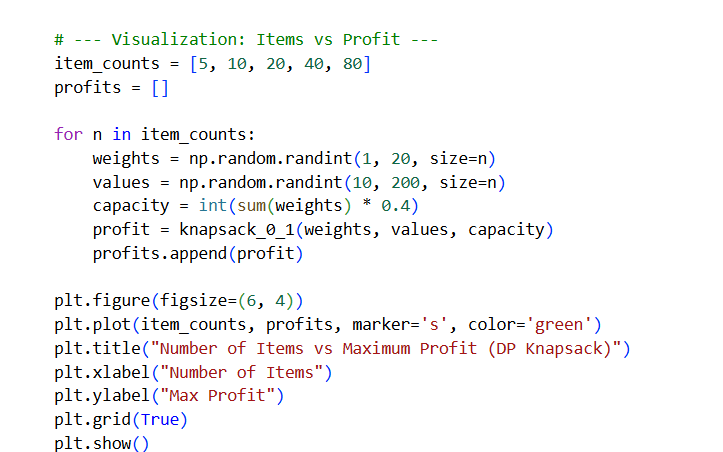 # --- Visualization: Items vs Profit ---
item_counts = [5, 10, 20, 40, 80]
profits = []

for n in item_counts:
    weights = np.random.randint(1, 20, size=n)
    values = np.random.randint(10, 200, size=n)
    capacity = int(sum(weights) * 0.4)
    profit = knapsack_0_1(weights, values, capacity)
    profits.append(profit)

plt.figure(figsize=(6, 4))
plt.plot(item_counts, profits, marker='s', color='green')
plt.title("Number of Items vs Maximum Profit (DP Knapsack)")
plt.xlabel("Number of Items")
plt.ylabel("Max Profit")
plt.grid(True)
plt.show()